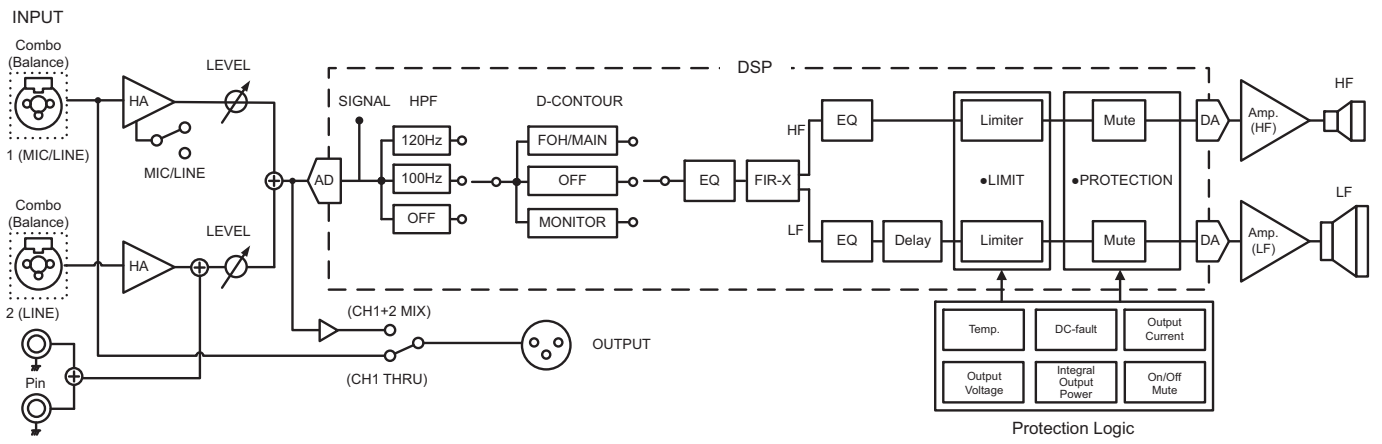 INPUT
Combo
(Balance)
1 (MIC/LINE)
HA
MIC/LINE
LEVEL
Combo
(Balance)
2 (LINE)
HA
LEVEL
Pin
(CH1+2 MIX)
(CH1 THRU)
OUTPUT
DSP
AD
SIGNAL
HPF
120Hz
100Hz
OFF
D-CONTOUR
FOH/MAIN
OFF
MONITOR
EQ
FIR-X
HF
EQ
Limiter
Mute
DA
Amp.
(HF)
HF
●LIMIT
●PROTECTION
LF
EQ
Delay
Limiter
Mute
DA
Amp.
(LF)
LF
Temp.
DC-fault
Output
Current
Output
Voltage
Integral
Output
Power
On/Off
Mute
Protection Logic